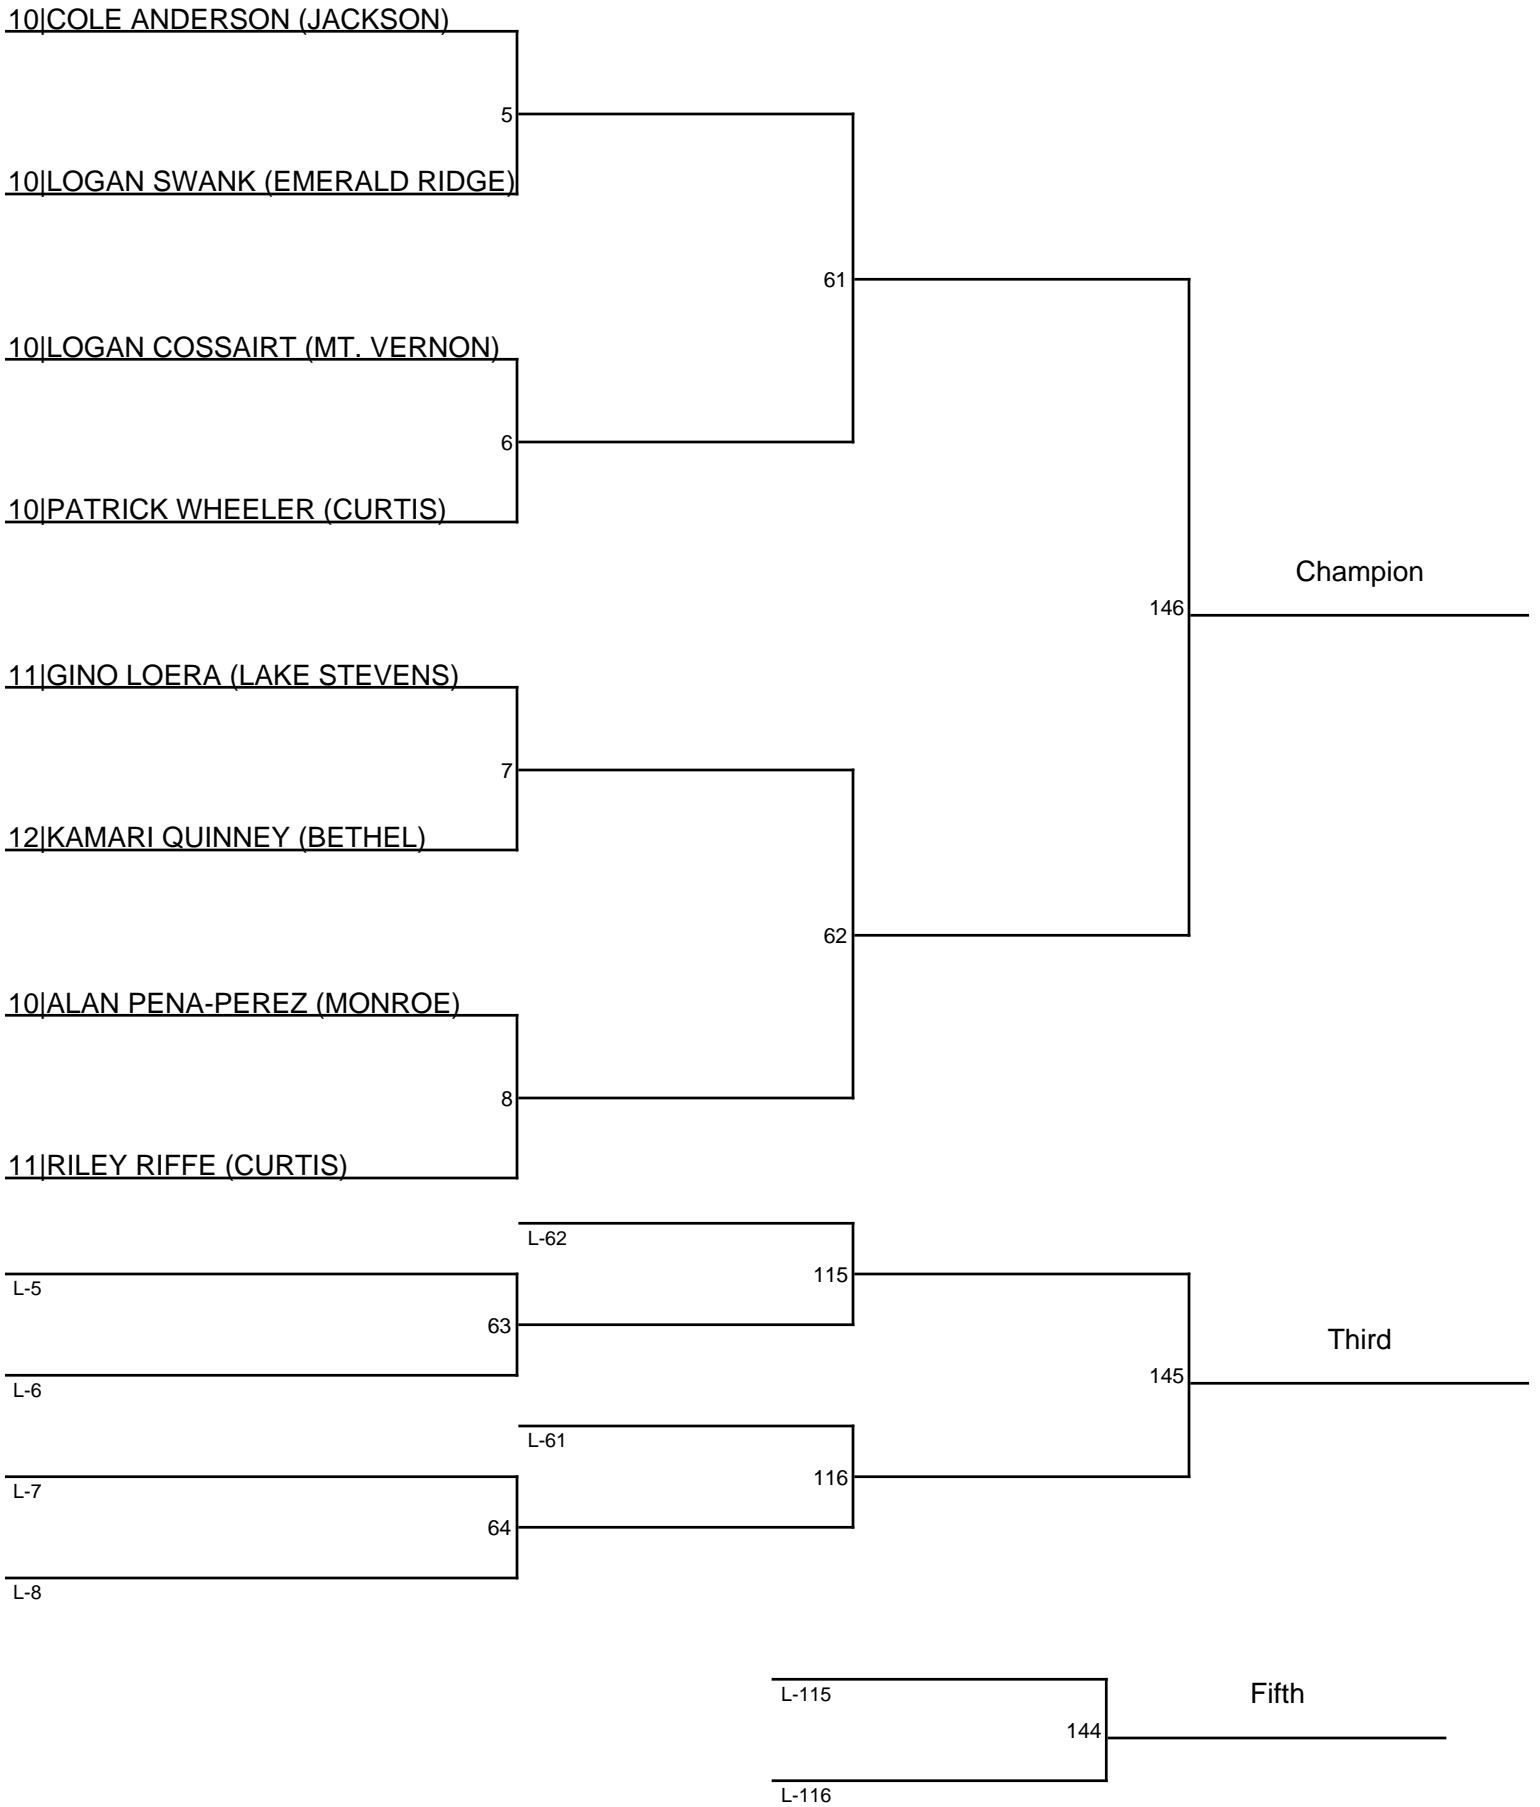 10|COLE ANDERSON (JACKSON)
5
10|LOGAN SWANK (EMERALD RIDGE)
61
10|LOGAN COSSAIRT (MT. VERNON)
6
10|PATRICK WHEELER (CURTIS)
Champion
146
11|GINO LOERA (LAKE STEVENS)
7
12|KAMARI QUINNEY (BETHEL)
62
10|ALAN PENA-PEREZ (MONROE)
8
11|RILEY RIFFE (CURTIS)
L-62
115
L-5
63
Third
145
L-6
L-61
116
L-7
64
L-8
L-115
Fifth
144
L-116